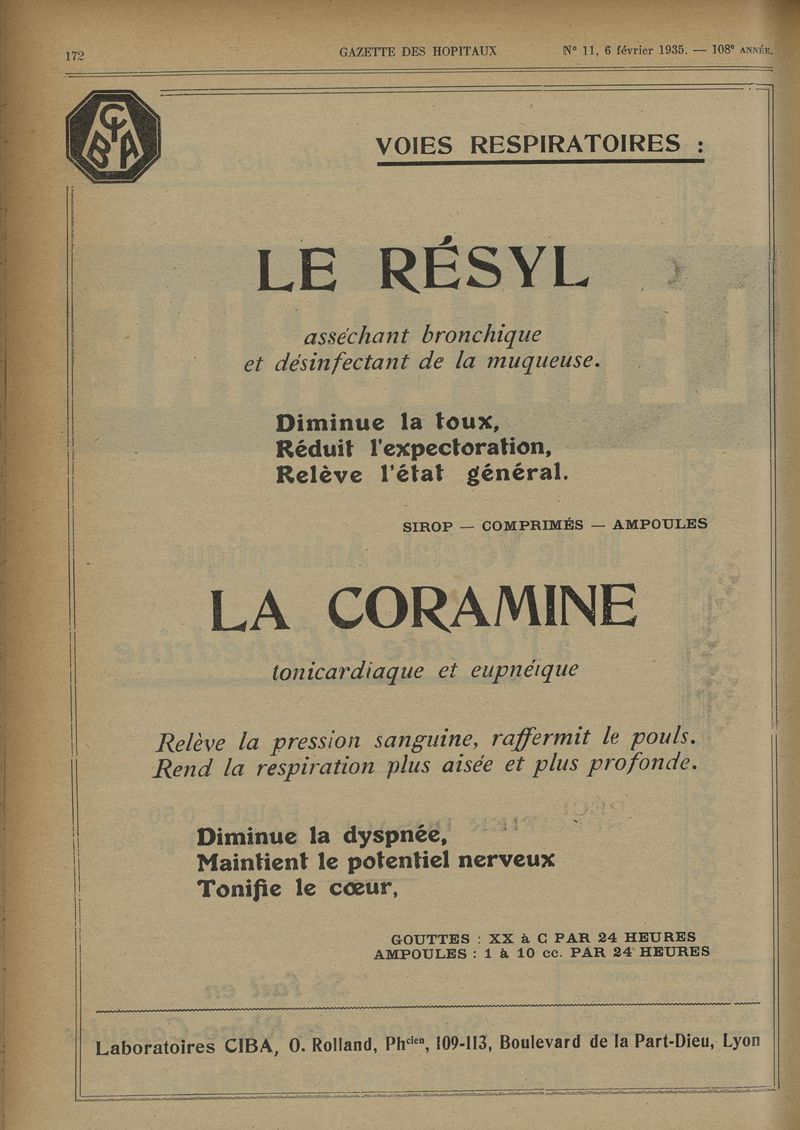 172
GAZETTE DES HOPITAUX
N° 11, 6 février 1935. — 108e ANNÉE.
CIBA
VOIES RESPIRATOIRES :
LE RÉSYL
asséchant bronchique
et désinfectant de la muqueuse.
Diminue la toux,
Réduit l'expectoration,
Relève l'état général.
SIROP — COMPRIMÉS — AMPOULES
LA CORAMINE
tonicardiaque et eupnéique
Relève la pression sanguine, raffermit le pouls.
Rend la respiration plus aisée et plus profonde.
Diminue la dyspnée,
Maintient le potentiel nerveux
Tonifie le cœur,
GOUTTES : XX à C PAR 24 HEURES
AMPOULES : 1 à 10 cc. PAR 24 HEURES
Laboratoires CIBA, O. Rolland, Phcien, 109-113, Boulevard de la Part-Dieu, Lyon